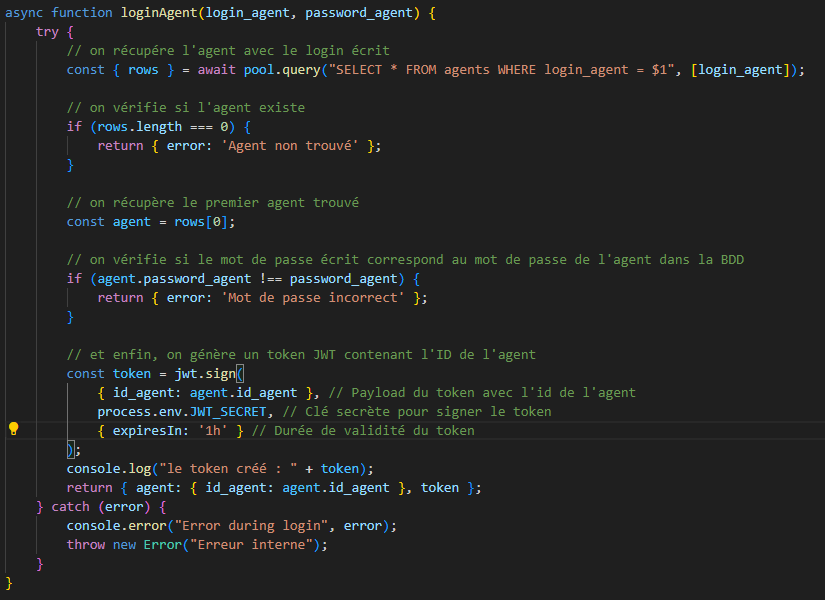 async function loginAgent(login_agent, password_agent) {
try {
// on récupére l'agent avec le login écrit
const { rows } = await pool.query("SELECT * FROM agents WHERE login_agent = $1", [login_agent]);
// on vérifie si l'agent existe
if (rows.length === 0) {
return { error: 'Agent non trouvé' };
}
// on récupère le premier agent trouvé
const agent = rows[0];
// on vérifie si le mot de passe écrit correspond au mot de passe de l'agent dans la BDD
if (agent.password_agent !== password_agent) {
return { error: 'Mot de passe incorrect' };
}
// et enfin, on génère un token JWT contenant l'ID de l'agent
const token = jwt.sign(
{ id_agent: agent.id_agent }, // Payload du token avec l'id de l'agent
process.env.JWT_SECRET, // Clé secrète pour signer le token
{ expiresIn: '1h' } // Durée de validité du token
);
console.log("le token créé : " + token);
return { agent: { id_agent: agent.id_agent }, token };
} catch (error) {
console.error("Error during login", error);
throw new Error("Erreur interne");
}
}